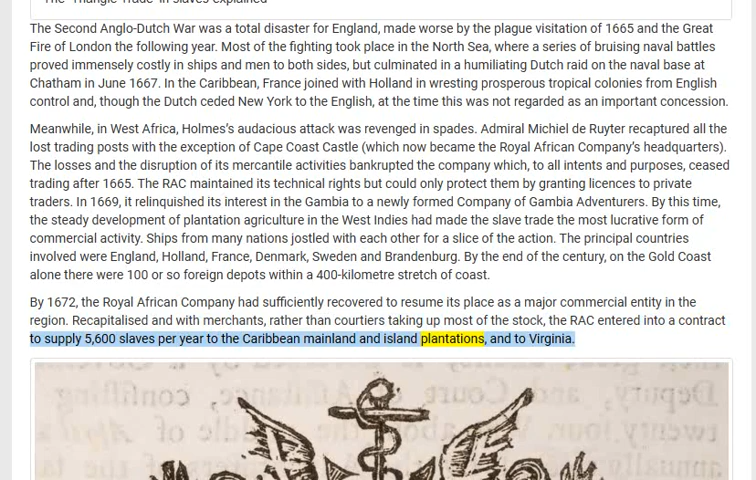 The 'Triangle Trade' in slaves explained
The Second Anglo-Dutch War was a total disaster for England, made worse by the plague visitation of 1665 and the Great
Fire of London the following year. Most of the fighting took place in the North Sea, where a series of bruising naval battles
proved immensely costly in ships and men to both sides, but culminated in a humiliating Dutch raid on the naval base at
Chatham in June 1667. In the Caribbean, France joined with Holland in wresting prosperous tropical colonies from English
control and, though the Dutch ceded New York to the English, at the time this was not regarded as an important concession.
Meanwhile, in West Africa, Holmes's audacious attack was revenged in spades. Admiral Michiel de Ruyter recaptured all the
lost trading posts with the exception of Cape Coast Castle (which now became the Royal African Company's headquarters).
The losses and the disruption of its mercantile activities bankrupted the company which, to all intents and purposes, ceased
trading after 1665. The RAC maintained its technical rights but could only protect them by granting licences to private
traders. In 1669, it relinquished its interest in the Gambia to a newly formed Company of Gambia Adventurers. By this time,
the steady development of plantation agriculture in the West Indies had made the slave trade the most lucrative form of
commercial activity. Ships from many nations jostled with each other for a slice of the action. The principal countries
involved were England, Holland, France, Denmark, Sweden and Brandenburg. By the end of the century, on the Gold Coast
alone there were 100 or so foreign depots within a 400-kilometre stretch of coast.
By 1672, the Royal African Company had sufficiently recovered to resume its place as a major commercial entity in the
region. Recapitalised and with merchants, rather than courtiers taking up most of the stock, the RAC entered into a contract
to supply 5,600 slaves per year to the Caribbean mainland and island plantations, and to Virginia.